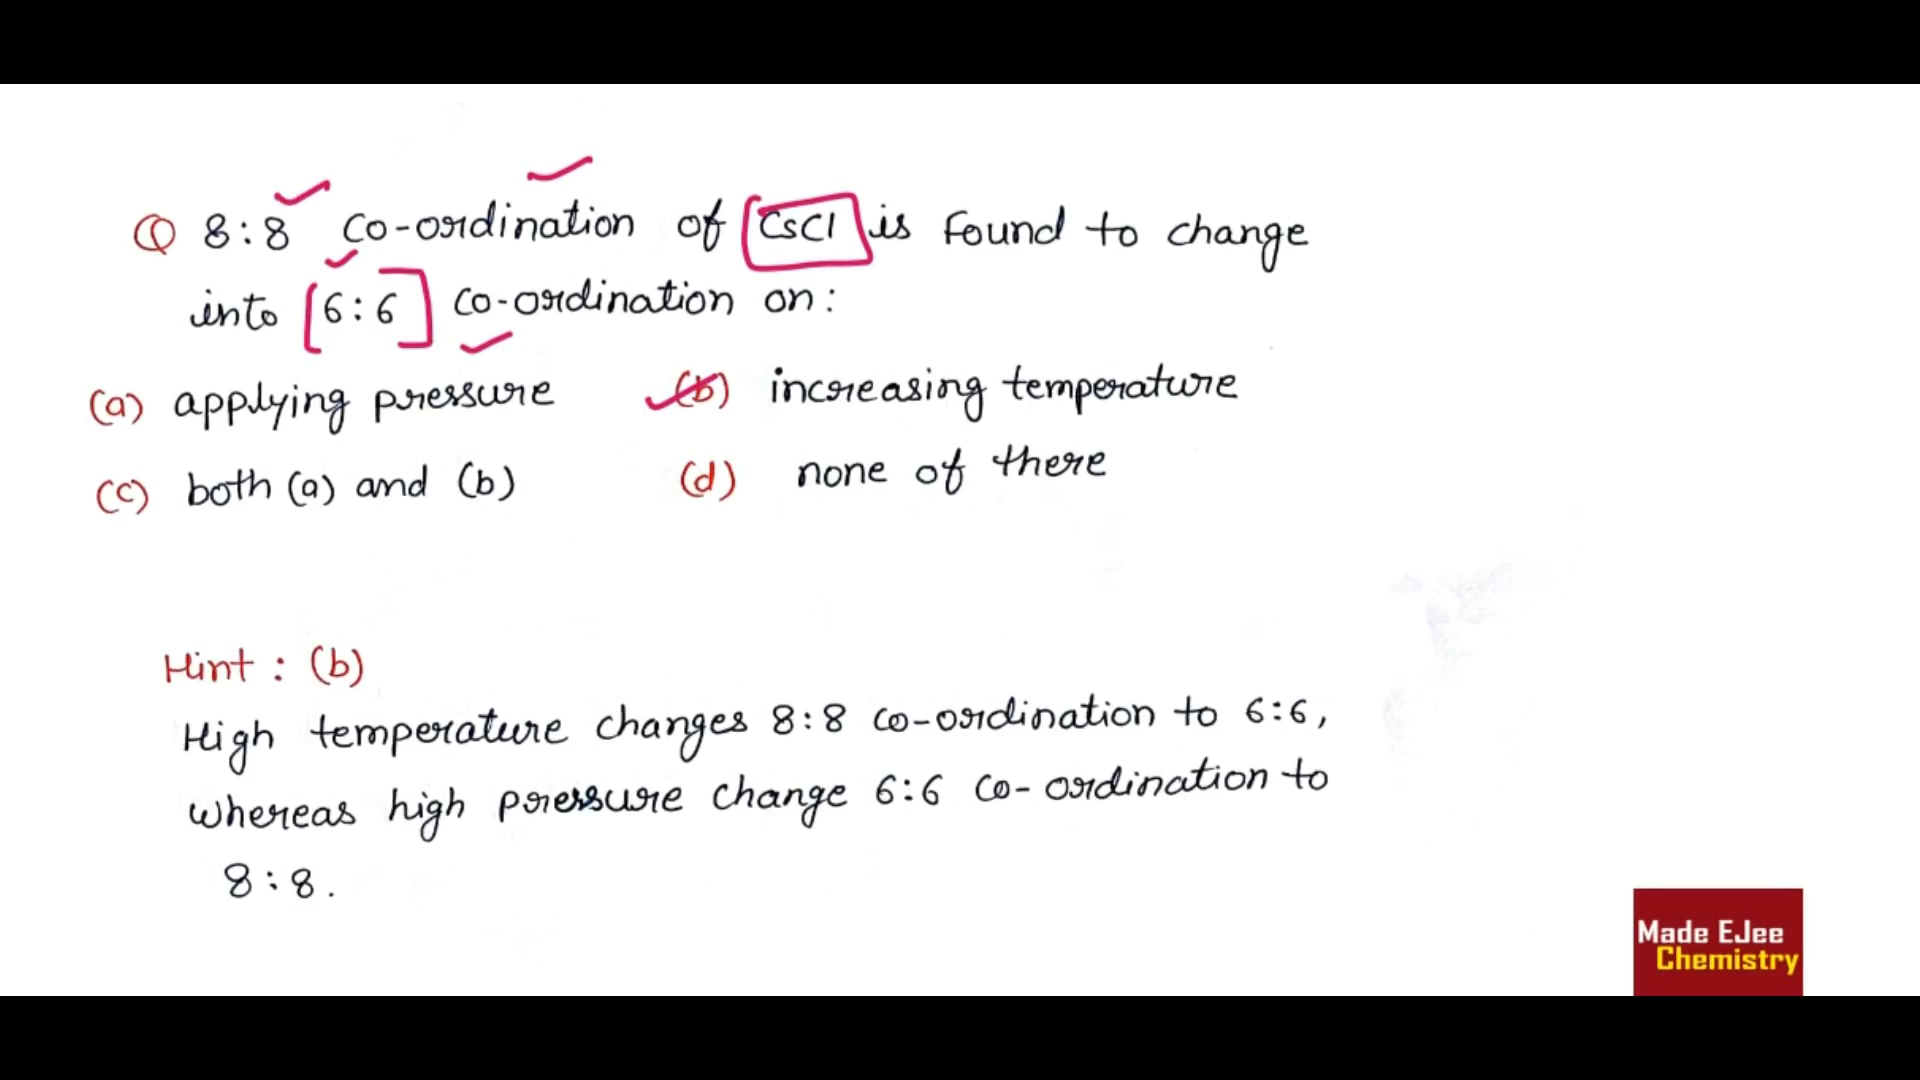 Q 8:8 Co-ordination of CsCl is found to change
into [6:6] co-ordination on:
(a) applying pressure (b) increasing temperature
(c) both (a) and (b) (d) none of there
Hint : (b)
High temperature changes 8:8 co-ordination to 6:6,
whereas high pressure change 6:6 co-ordination to
8:8.
Made EJee
Chemistry